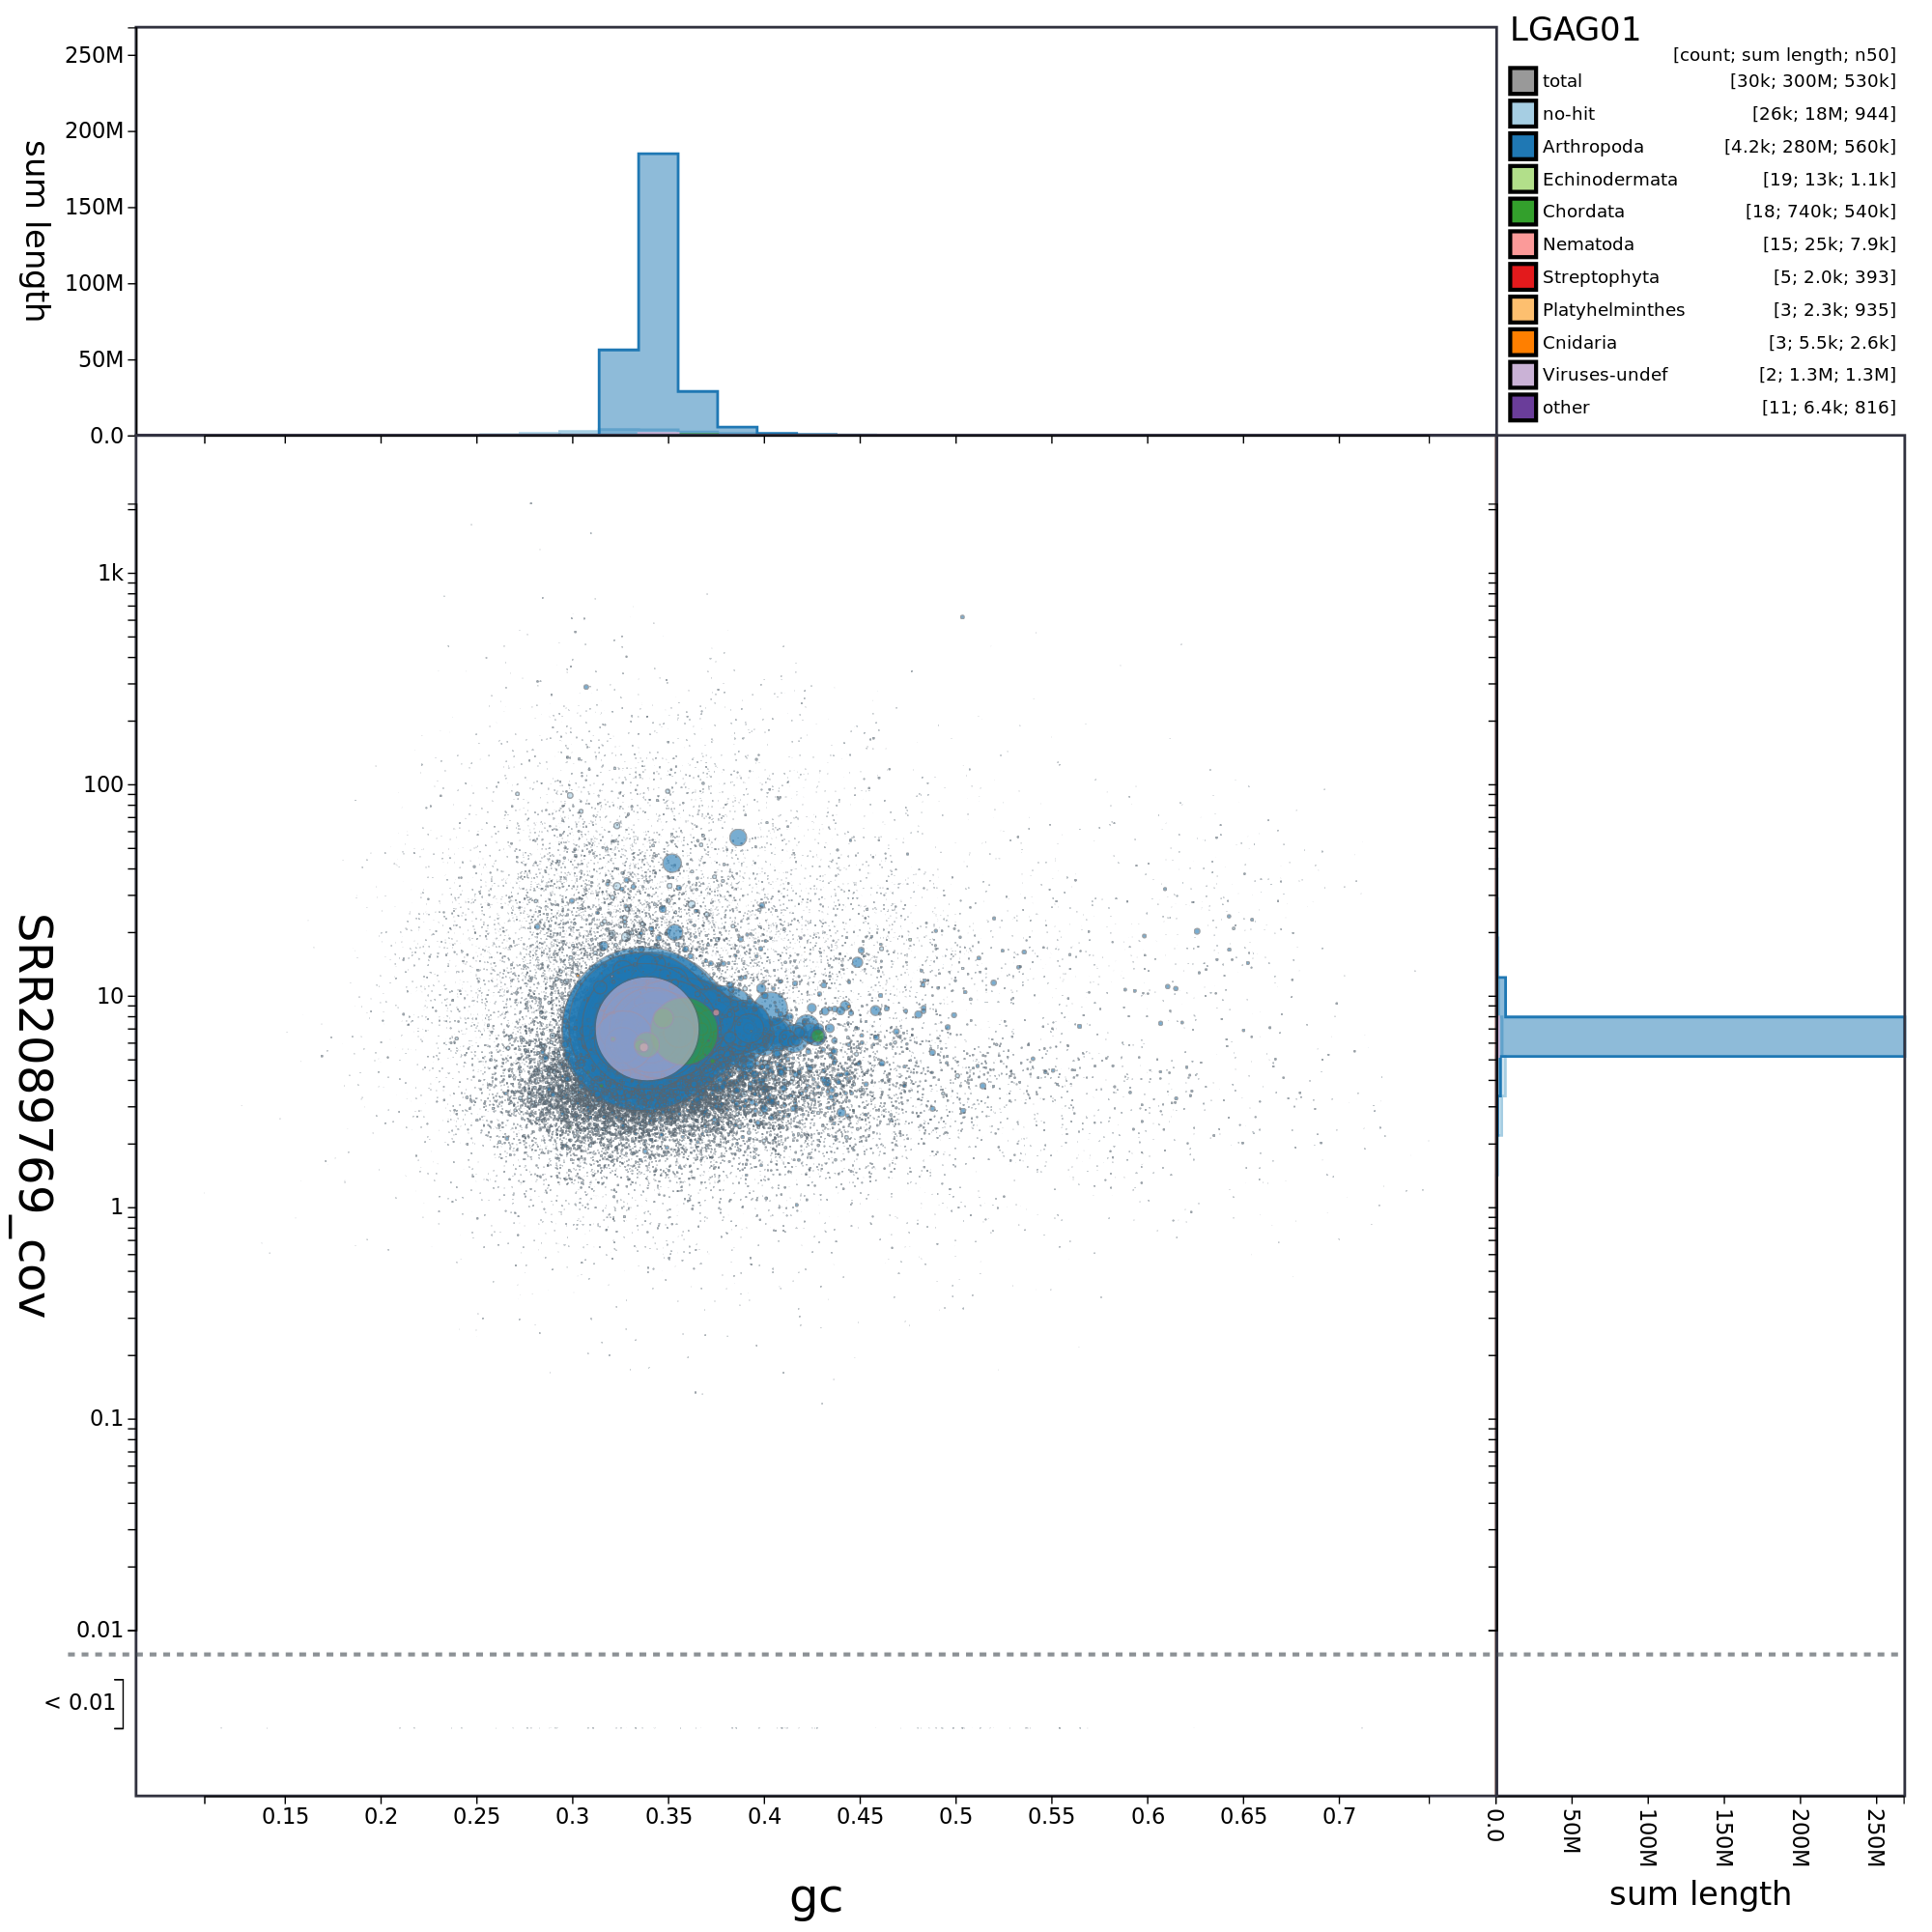 LGAG01
[count; sum length; n50]
total [30k; 300M; 530k]
no-hit [26k; 18M; 944]
Arthropoda [4.2k; 280M; 560k]
Echinodermata [19; 13k; 1.1k]
Chordata [18; 740k; 540k]
Nematoda [15; 25k; 7.9k]
Streptophyta [5; 2.0k; 393]
Platyhelminthes [3; 2.3k; 935]
Cnidaria [3; 5.5k; 2.6k]
Viruses-undef [2; 1.3M; 1.3M]
other [11; 6.4k; 816]
sum length
250M
200M
150M
100M
50M
0.0
SRR2089769_cov
1k
100
10
1
0.1
0.01
< 0.01
0.15 0.2 0.25 0.3 0.35 0.4 0.45 0.5 0.55 0.6 0.65 0.7
gc
0.0 50M 100M 150M 200M 250M
sum length